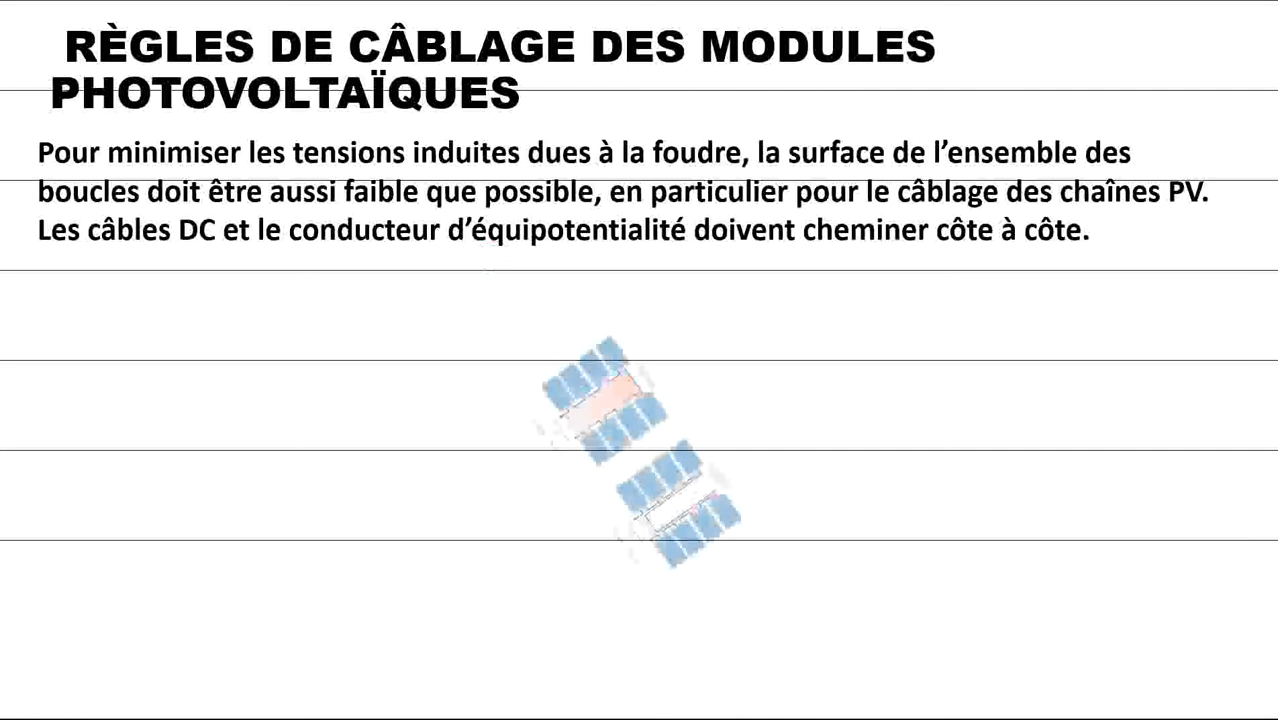 RÈGLES DE CÂBLAGE DES MODULES
PHOTOVOLTAÏQUES
Pour minimiser les tensions induites dues à la foudre, la surface de l’ensemble des
boucles doit être aussi faible que possible, en particulier pour le câblage des chaînes PV.
Les câbles DC et le conducteur d’équipotentialité doivent cheminer côte à côte.